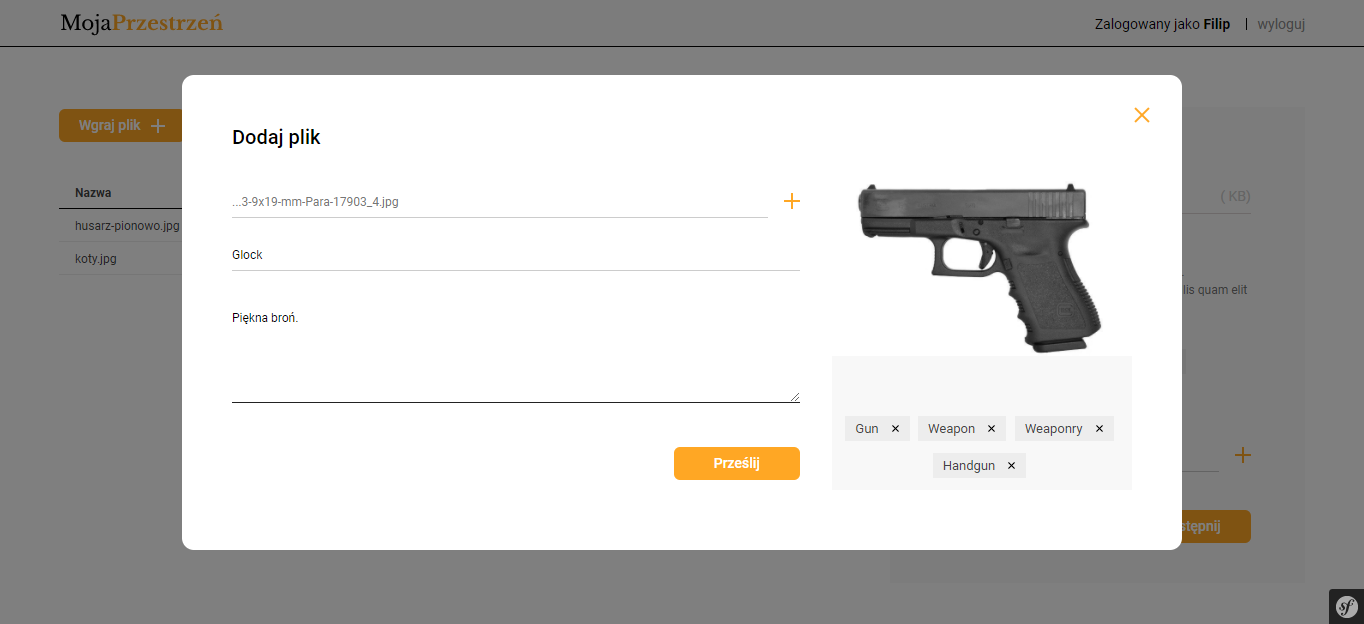 MojaPrzestrzeń
Zalogowany jako Filip | wyloguj
Wgraj plik
Nazwa
husarz-pionowo.jpg
koty.jpg
Dodaj plik
...3-9x19-mm-Para-17903_4.jpg
Glock
Piękna broń.
Prześlij
Gun × Weapon × Weaponry ×
Handgun ×
( KB)
lis quam elit
stępnij
sf